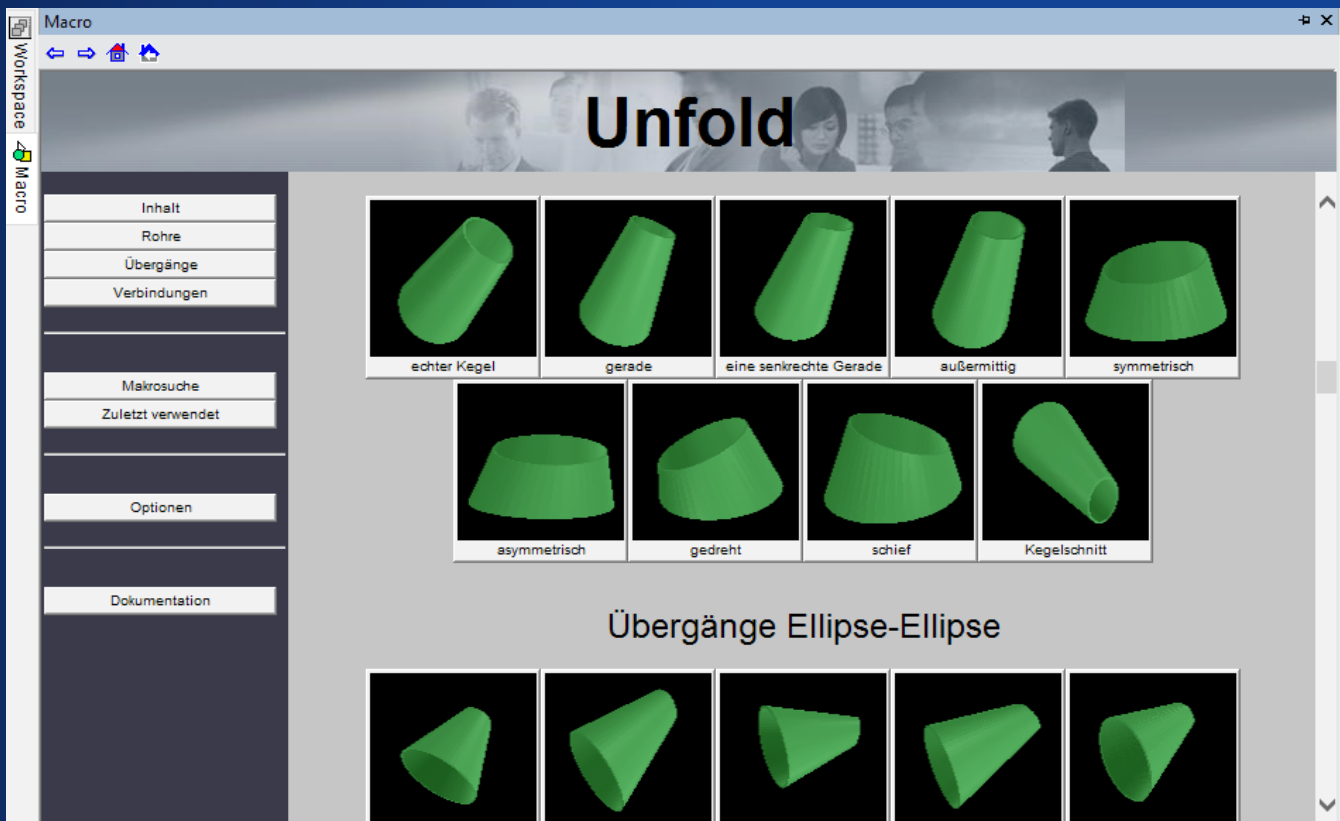 Macro
Workspace
Macro
Unfold
Inhalt
Rohre
Übergänge
Verbindungen
Makrosuche
Zuletzt verwendet
Optionen
Dokumentation
echter Kegel
gerade
eine senkrechte Gerade
außermittig
symmetrisch
asymmetrisch
gedreht
schief
Kegelschnitt
Übergänge Ellipse-Ellipse